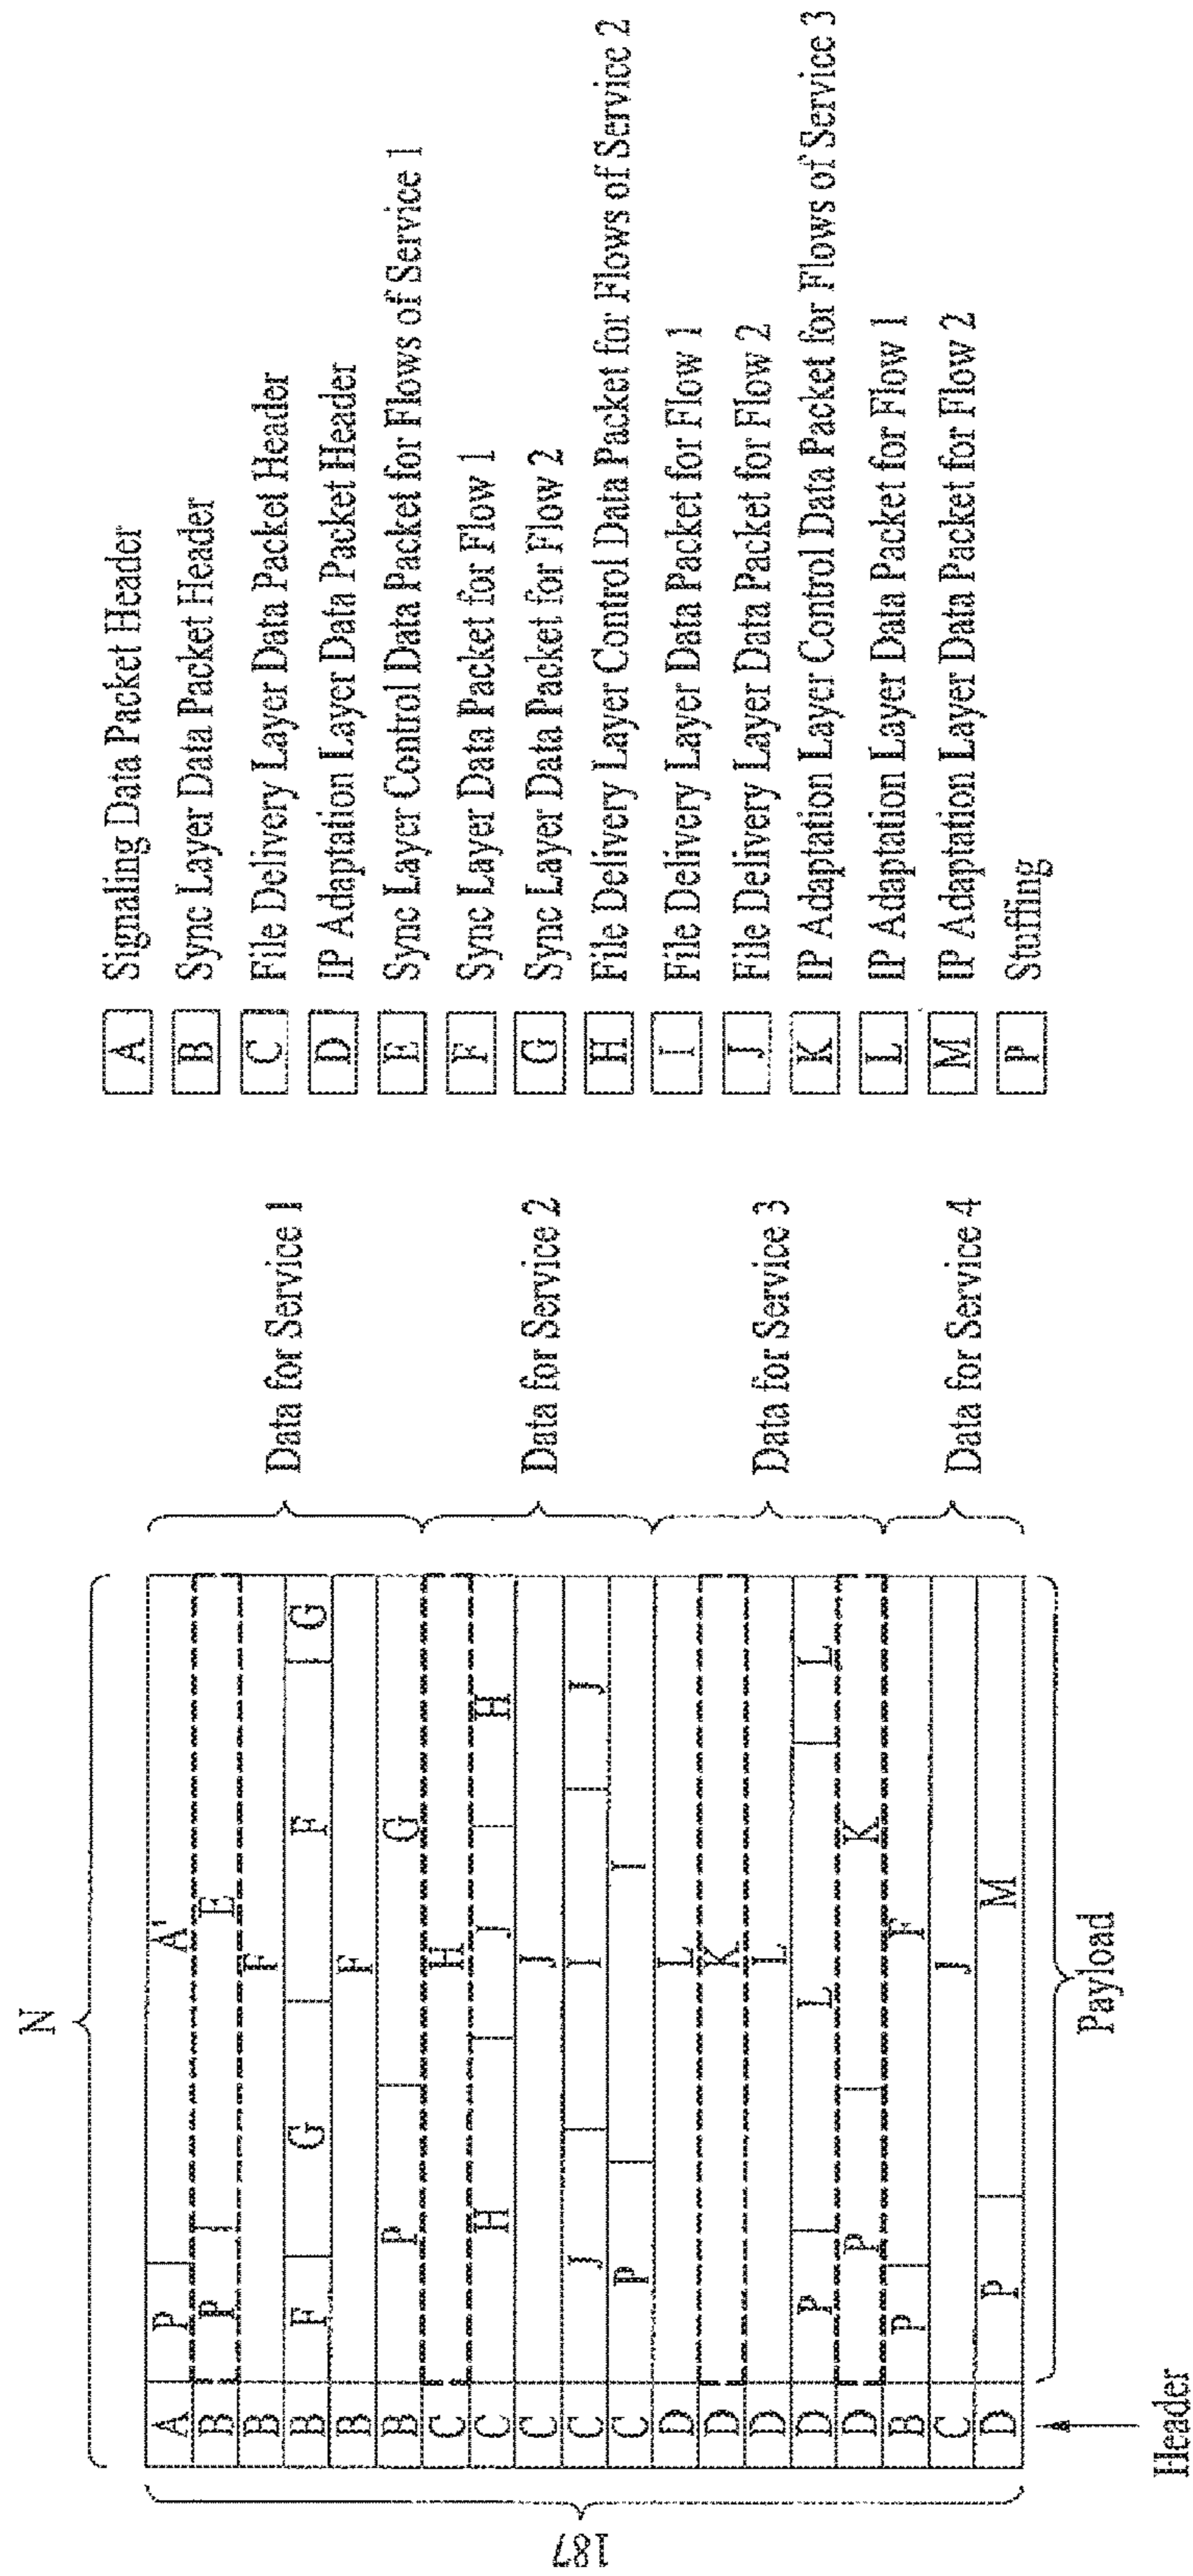 N
187
A P A'
B P E
B F
B F G F G
B F
B P G
C H
C H J H
C J
C J I J
C P I
D L
D K
D L
D P L L
D P K
B P F
C J
D P M
Header
Payload
Data for Service 1
Data for Service 2
Data for Service 3
Data for Service 4
A Signaling Data Packet Header
B Sync Layer Data Packet Header
C File Delivery Layer Data Packet Header
D IP Adaptation Layer Data Packet Header
E Sync Layer Control Data Packet for Flows of Service 1
F Sync Layer Data Packet for Flow 1
G Sync Layer Data Packet for Flow 2
H File Delivery Layer Control Data Packet for Flows of Service 2
I File Delivery Layer Data Packet for Flow 1
J File Delivery Layer Data Packet for Flow 2
K IP Adaptation Layer Control Data Packet for Flows of Service 3
L IP Adaptation Layer Data Packet for Flow 1
M IP Adaptation Layer Data Packet for Flow 2
P Stuffing